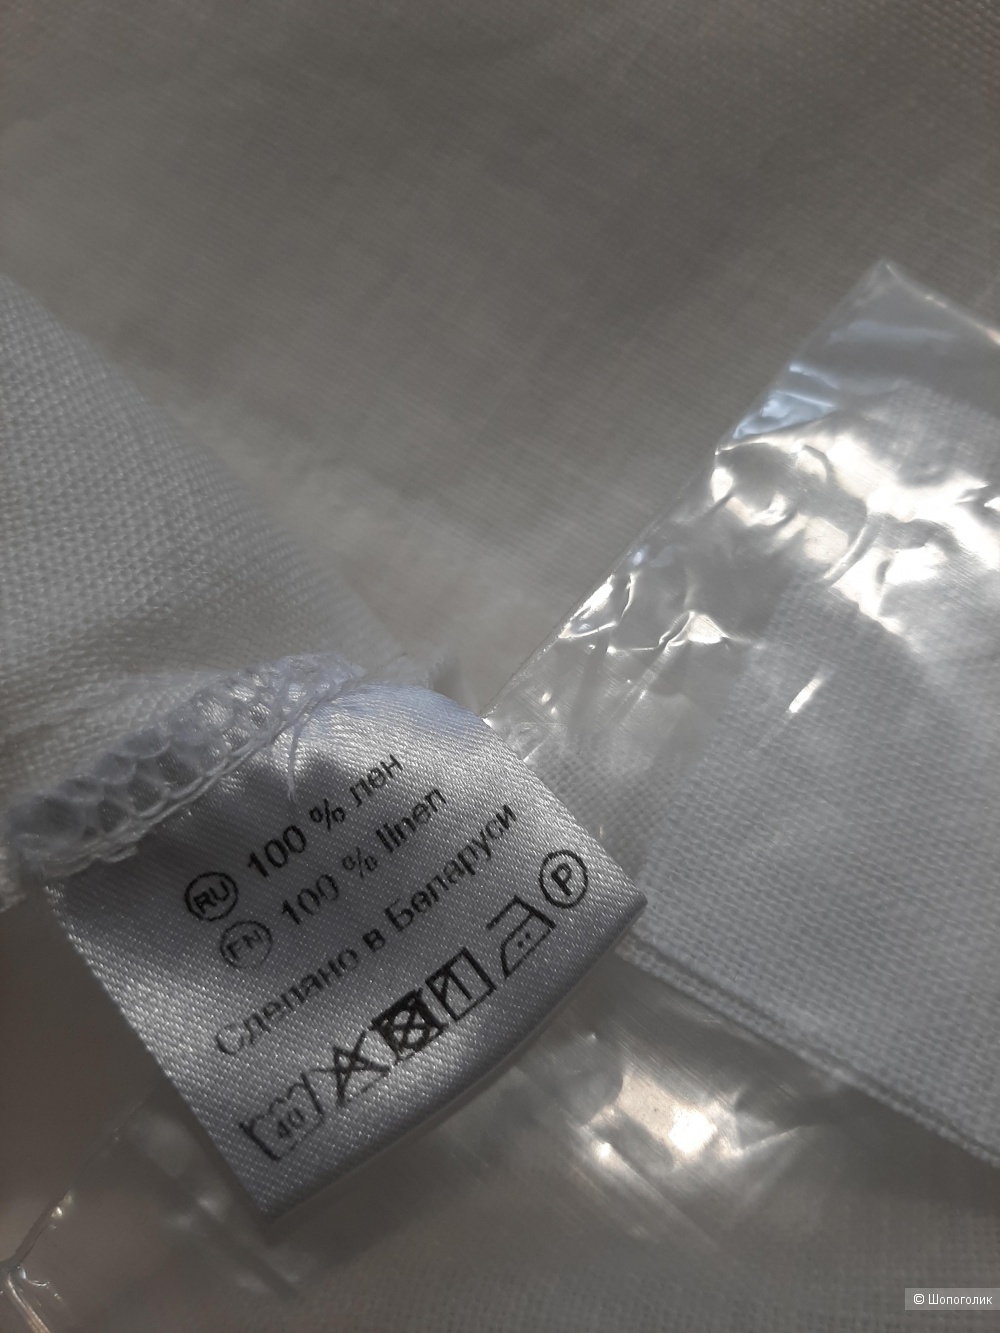 RU 100 % лен
EN 100 % linen
Сделано в Беларуси
40
P
© Шопоголик